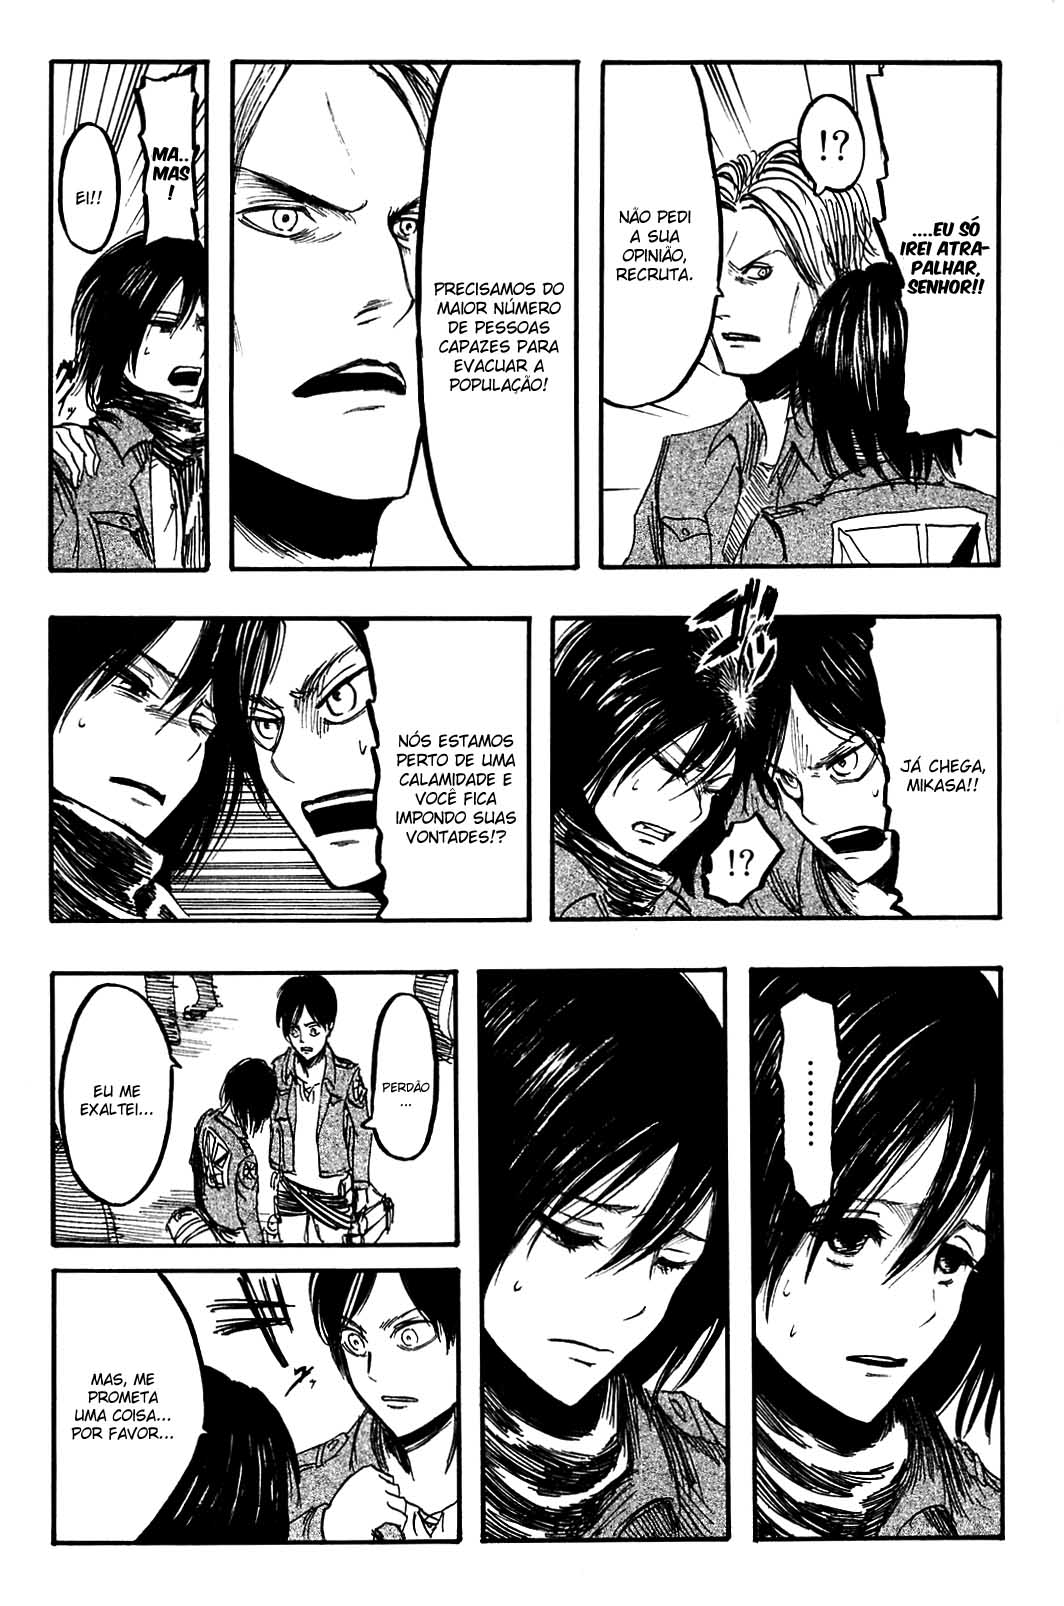 ....EU SÓ
IREI ATRA-
PALHAR,
SENHOR!!
!?
NÃO PEDI
A SUA
OPINIÃO,
RECRUTA.
PRECISAMOS DO
MAIOR NÚMERO
DE PESSOAS
CAPAZES PARA
EVACUAR A
POPULAÇÃO!
MA..
MAS
!
EI!!
JÁ CHEGA,
MIKASA!!
!?
NÓS ESTAMOS
PERTO DE UMA
CALAMIDADE E
VOCÊ FICA
IMPONDO SUAS
VONTADES!?
.........
PERDÃO
...
EU ME
EXALTEI...
MAS, ME
PROMETA
UMA COISA...
POR FAVOR...